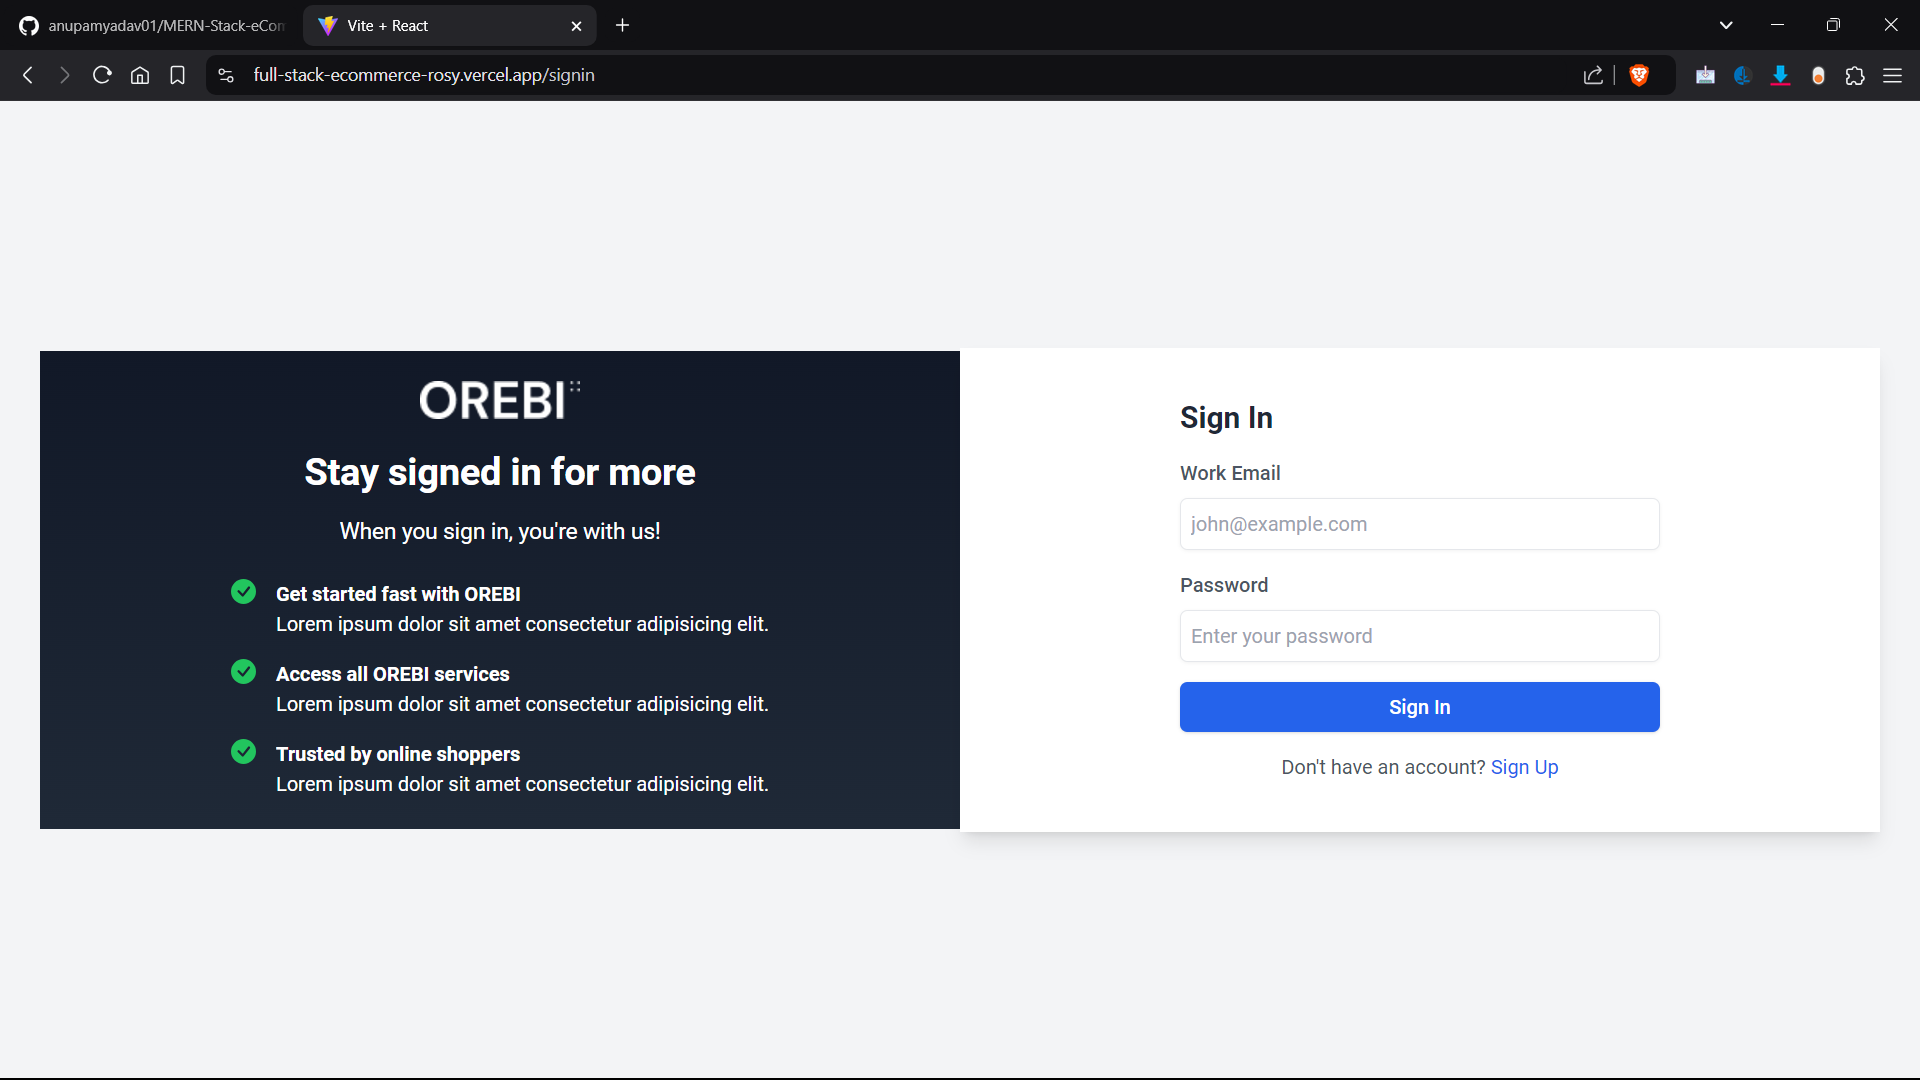 anupamyadav01/MERN-Stack-eCom
Vite + React
full-stack-ecommerce-rosy.vercel.app/signin
OREBI
Stay signed in for more
When you sign in, you're with us!
Get started fast with OREBI
Lorem ipsum dolor sit amet consectetur adipisicing elit.
Access all OREBI services
Lorem ipsum dolor sit amet consectetur adipisicing elit.
Trusted by online shoppers
Lorem ipsum dolor sit amet consectetur adipisicing elit.
Sign In
Work Email
john@example.com
Password
Enter your password
Sign In
Don't have an account? Sign Up